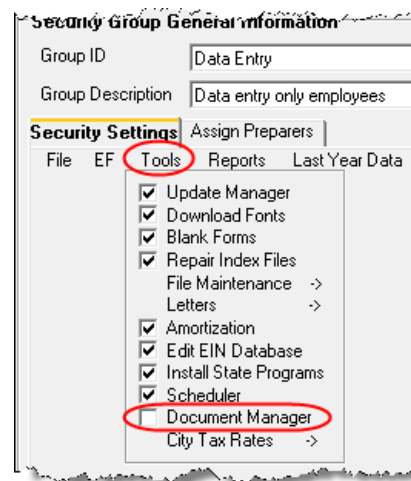 Security Group General Information
Group ID Data Entry
Group Description Data entry only employees
Security Settings Assign Preparers
File EF Tools Reports Last Year Data
Update Manager
Download Fonts
Blank Forms
Repair Index Files
File Maintenance ->
Letters ->
Amortization
Edit EIN Database
Install State Programs
Scheduler
Document Manager
City Tax Rates ->